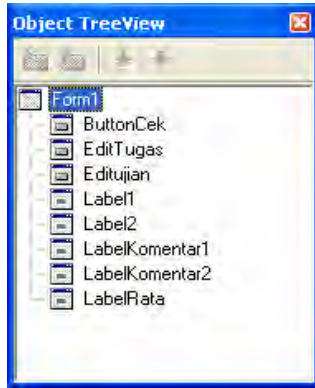 Object TreeView
Form1
ButtonCek
EditTugas
Editujian
Label1
Label2
LabelKomentar1
LabelKomentar2
LabelRata